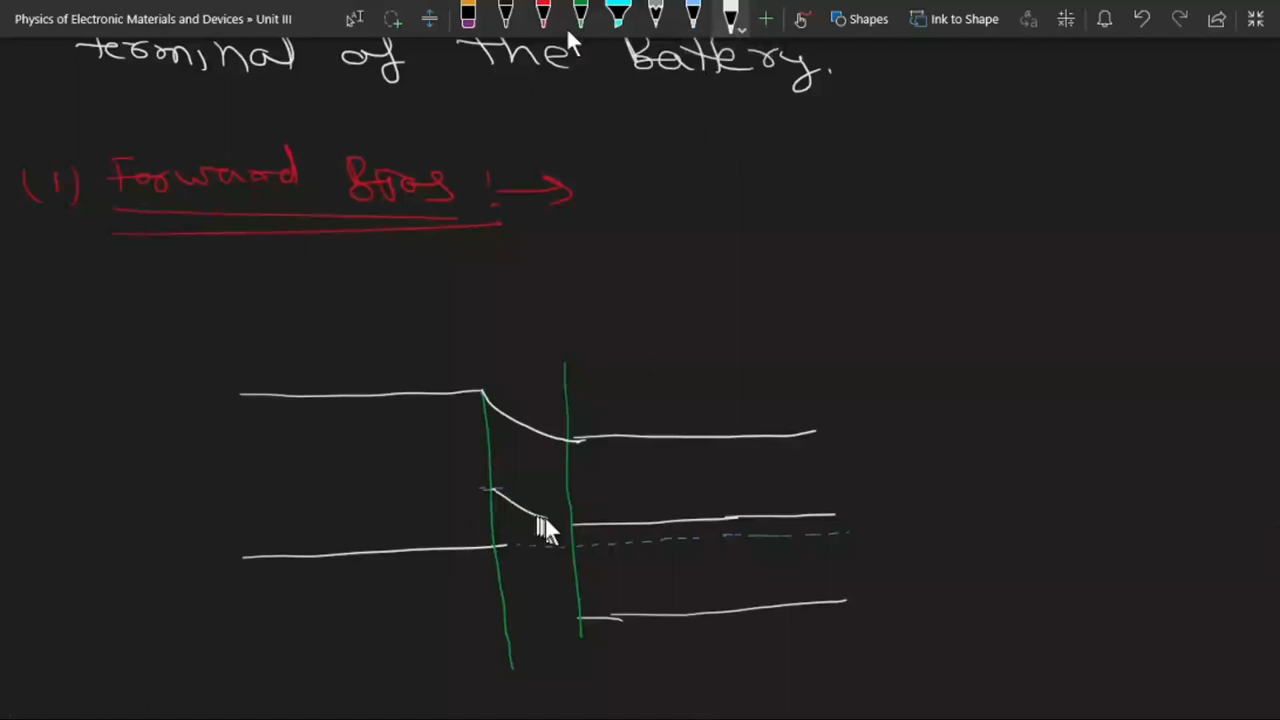 Physics of Electronic Materials and Devices » Unit III
Shapes
Ink to Shape
terminal of the battery.
(1) Forward Bias :→